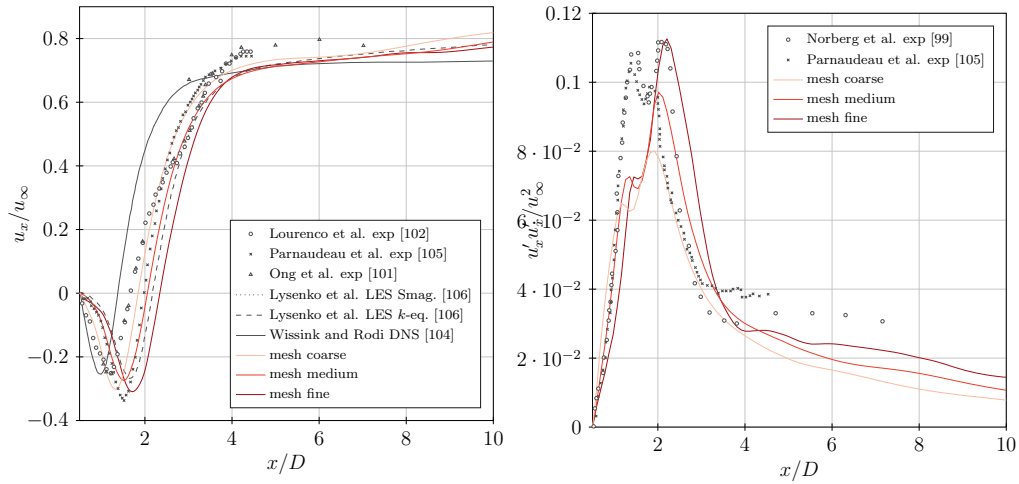 0.8
0.6
0.4
0.2
0
−0.2
−0.4
2
4
6
8
10
x/D
u_x/u_∞
Lourenco et al. exp [102]
Parnaudeau et al. exp [105]
Ong et al. exp [101]
Lysenko et al. LES Smag. [106]
Lysenko et al. LES k-eq. [106]
Wissink and Rodi DNS [104]
mesh coarse
mesh medium
mesh fine
0.12
0.1
8·10⁻²
6·10⁻²
4·10⁻²
2·10⁻²
0
2
4
6
8
10
x/D
u′_x u′_x/u²_∞
Norberg et al. exp [99]
Parnaudeau et al. exp [105]
mesh coarse
mesh medium
mesh fine